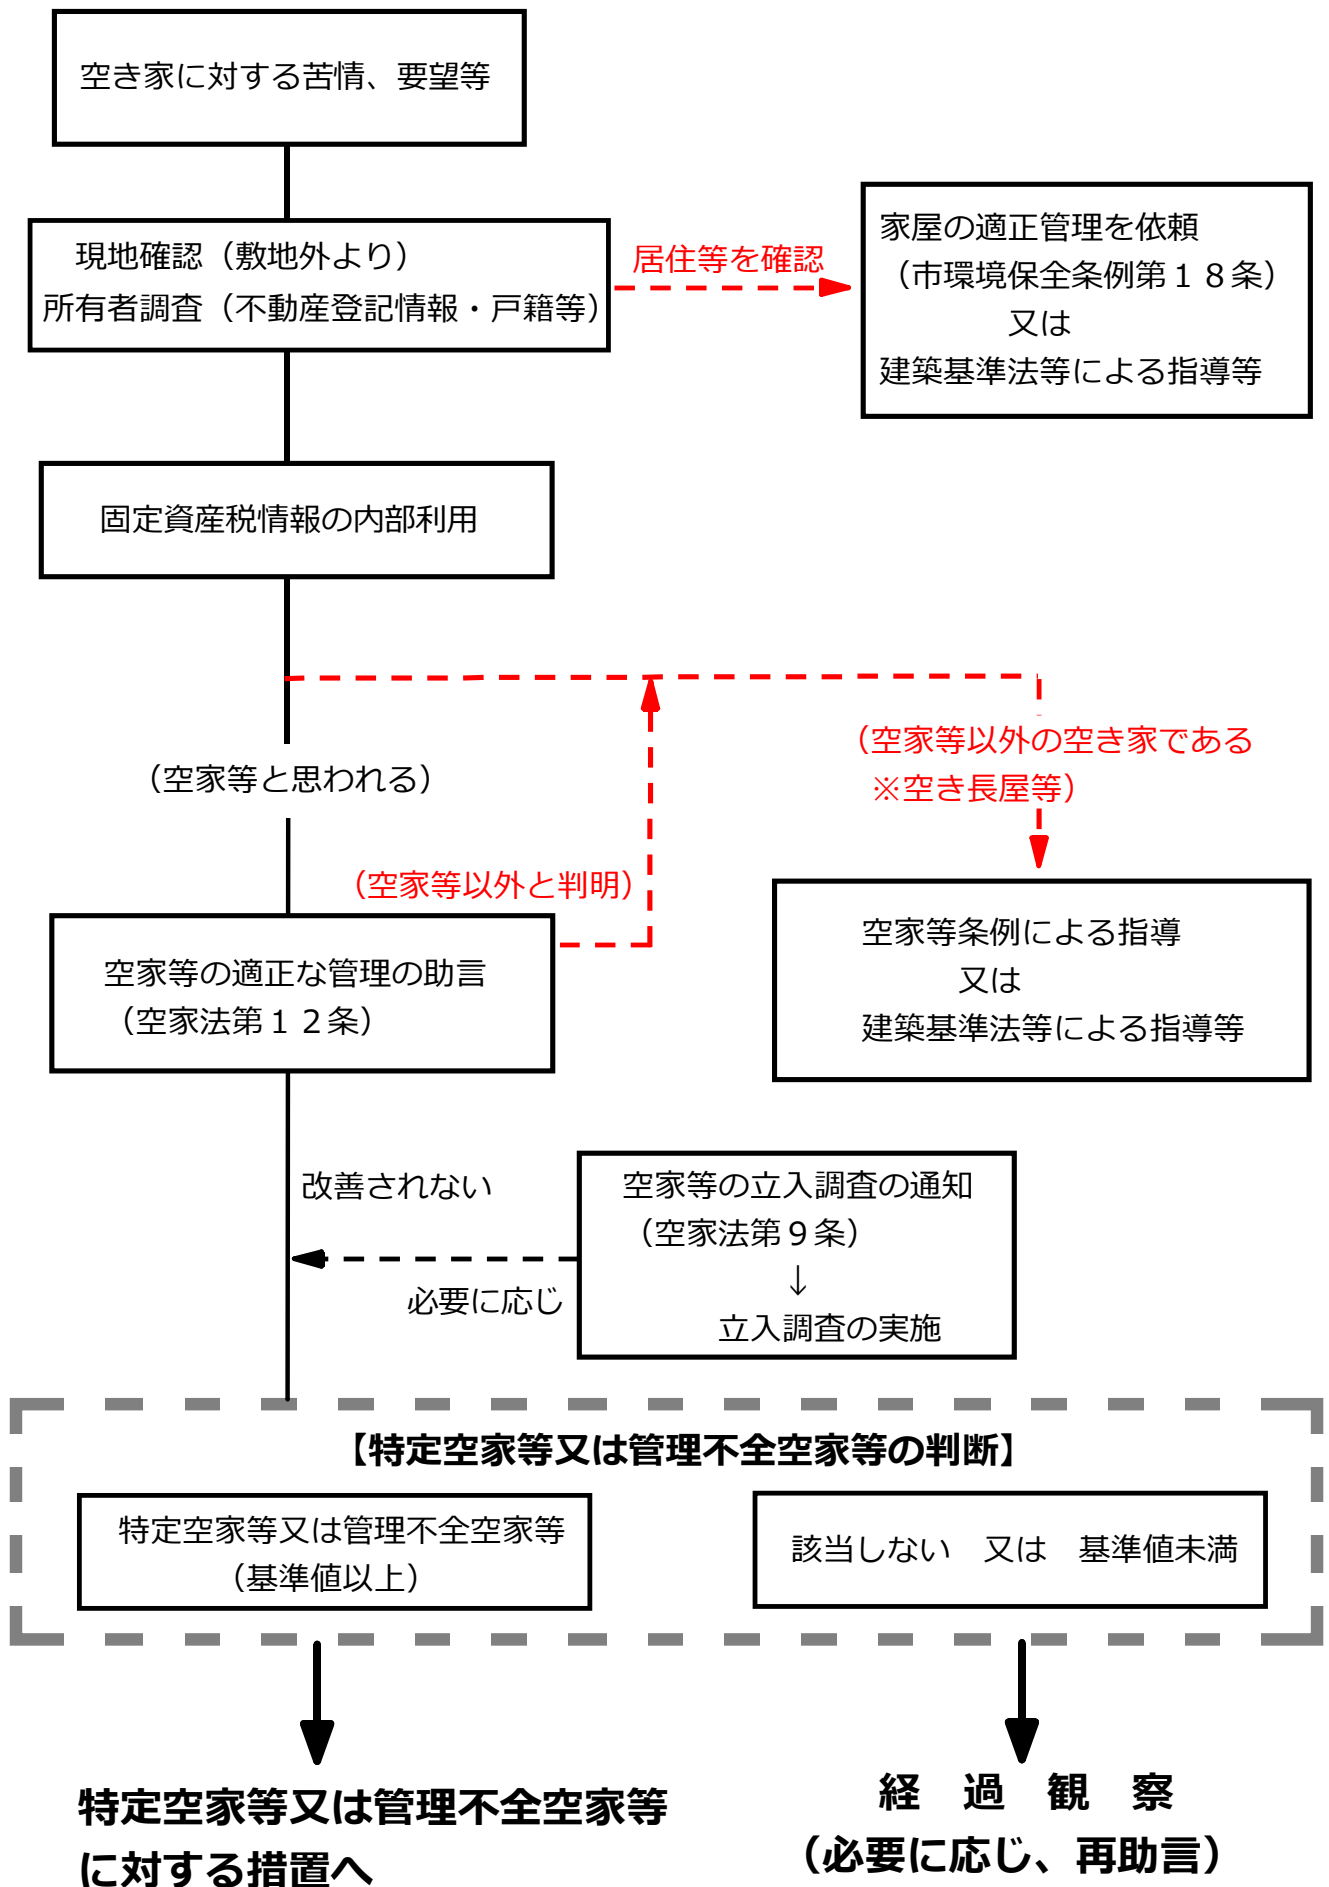 空き家に対する苦情、要望等
現地確認（敷地外より）
所有者調査（不動産登記情報・戸籍等）
居住等を確認
家屋の適正管理を依頼
（市環境保全条例第１８条）
又は
建築基準法等による指導等
固定資産税情報の内部利用
（空家等以外の空き家である
※空き長屋等）
（空家等と思われる）
（空家等以外と判明）
空家等の適正な管理の助言
（空家法第１２条）
空家等条例による指導
又は
建築基準法等による指導等
改善されない
必要に応じ
空家等の立入調査の通知
（空家法第９条）
↓
立入調査の実施
【特定空家等又は管理不全空家等の判断】
特定空家等又は管理不全空家等
（基準値以上）
該当しない　又は　基準値未満
特定空家等又は管理不全空家等
に対する措置へ
経　過　観　察
（必要に応じ、再助言）